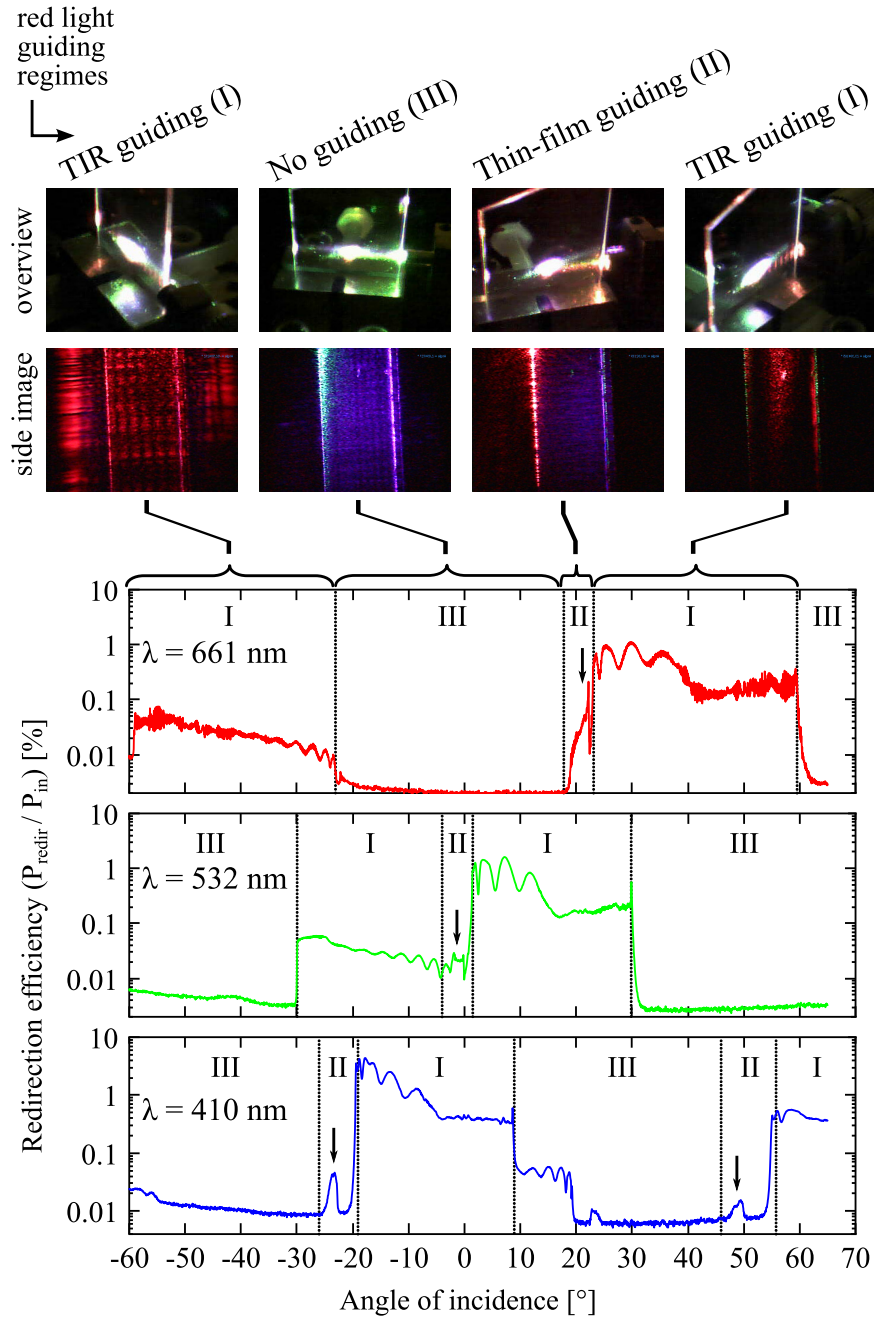 red light
guiding
regimes
TIR guiding (I)
No guiding (III)
Thin-film guiding (II)
TIR guiding (I)
overview
side image
Redirection efficiency (P_redir / P_in) [%]
10
1
0.1
0.01
I
III
II
I
III
λ = 661 nm
10
1
0.1
0.01
III
I
II
I
III
λ = 532 nm
10
1
0.1
0.01
III
II
I
III
II
I
λ = 410 nm
-60 -50 -40 -30 -20 -10 0 10 20 30 40 50 60 70
Angle of incidence [°]